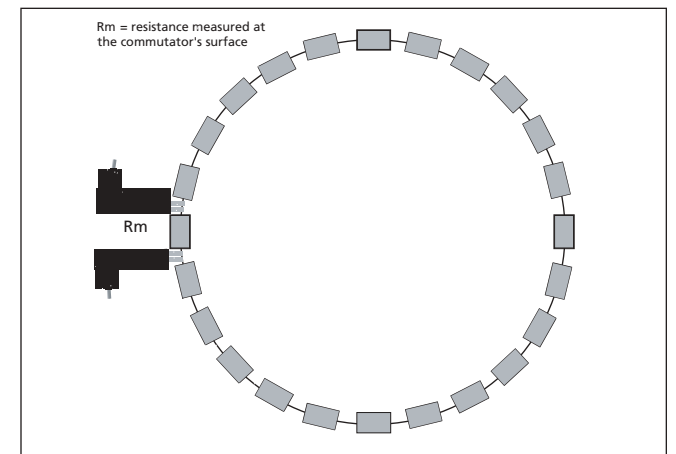 Rm = resistance measured at
the commutator's surface
Rm